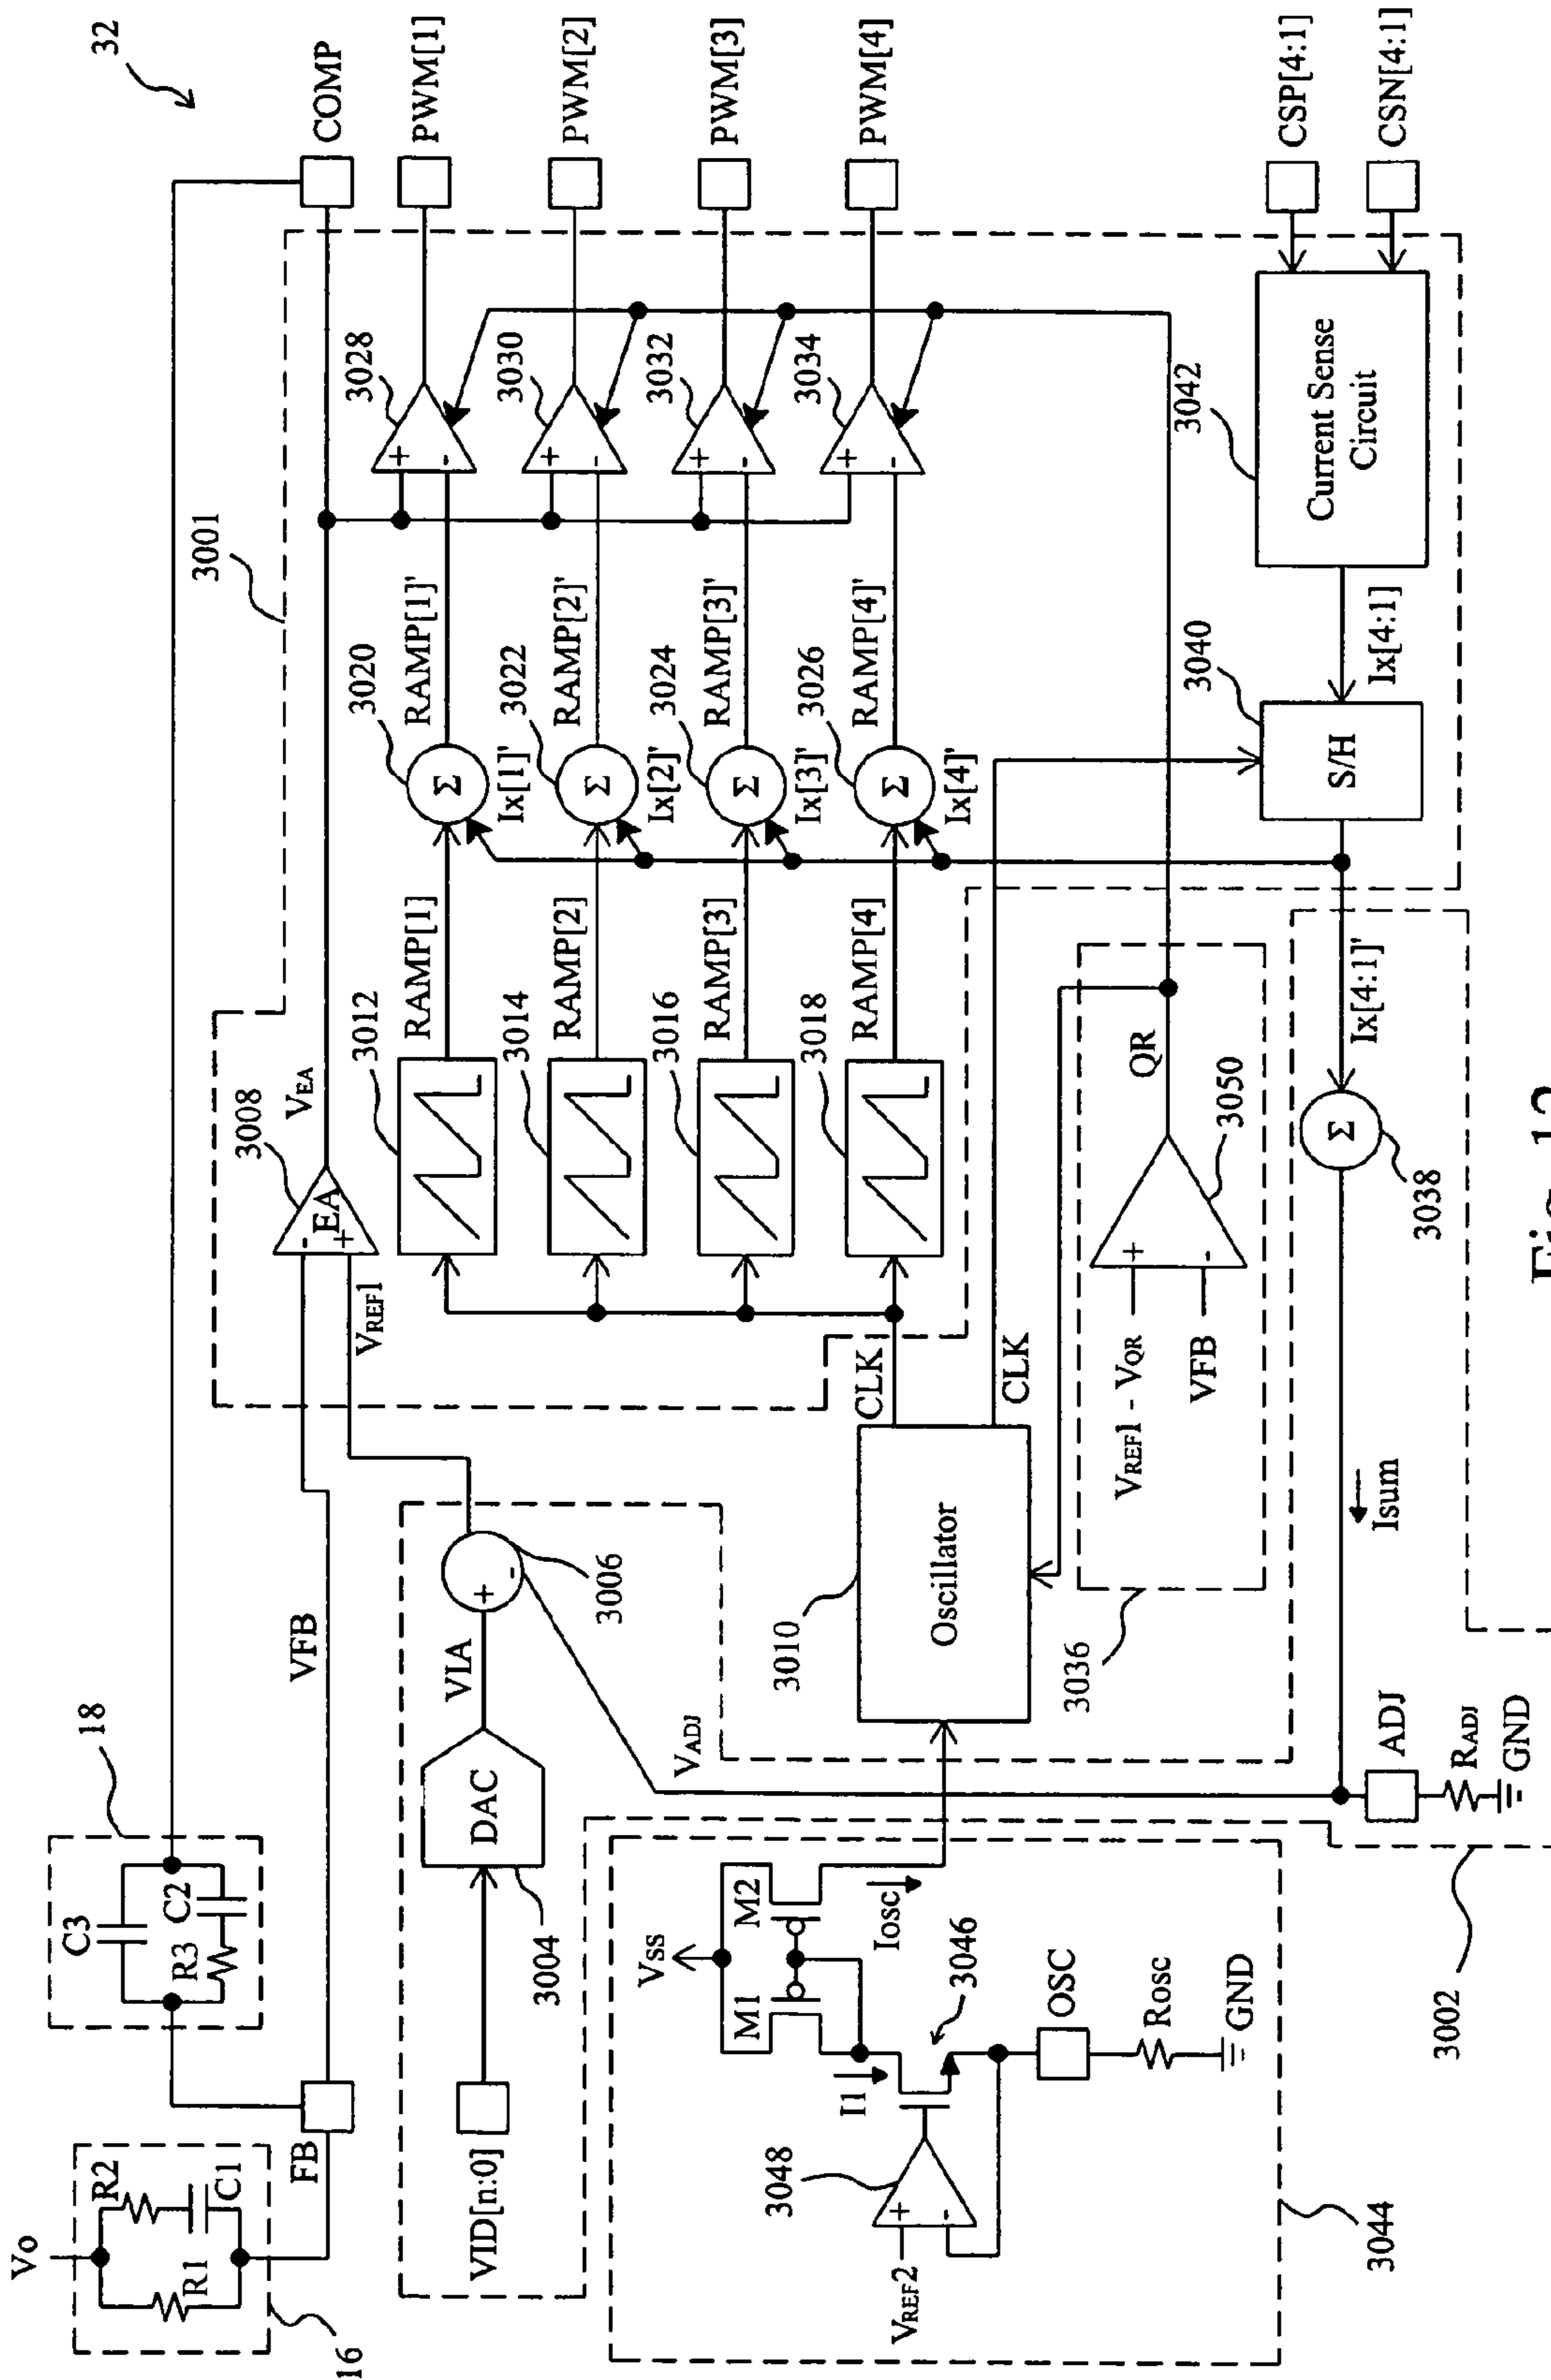 32
Vo
16
R1
R2
C1
FB
18
C3
R3
C2
VFB
COMP
3001
3008
EA
-
+
VEA
VREF1
PWM[1]
PWM[2]
PWM[3]
PWM[4]
3028
3030
3032
3034
+
-
+
-
+
-
+
-
3012
3014
3016
3018
RAMP[1]
RAMP[2]
RAMP[3]
RAMP[4]
3020
3022
3024
3026
Σ
Σ
Σ
Σ
Ix[1]'
Ix[2]'
Ix[3]'
Ix[4]'
RAMP[1]'
RAMP[2]'
RAMP[3]'
RAMP[4]'
VID[n:0]
DAC
3004
VIA
+
-
3006
VADJ
3010
Oscillator
CLK
CLK
3036
VREF1 - VQR
VFB
+
-
QR
3050
3040
S/H
Ix[4:1]
3042
Current Sense
Circuit
CSP[4:1]
CSN[4:1]
Ix[4:1]'
Σ
3038
Isum
ADJ
RADJ
GND
3002
Vss
M1
M2
I1
Iosc
3046
3048
+
-
VREF2
OSC
Rosc
GND
3044